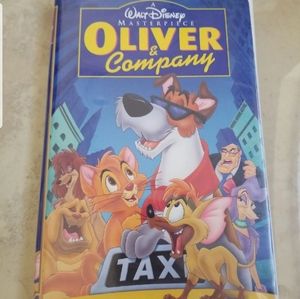 A
WALT DISNEY
MASTERPIECE
OLIVER
& Company
TAXI